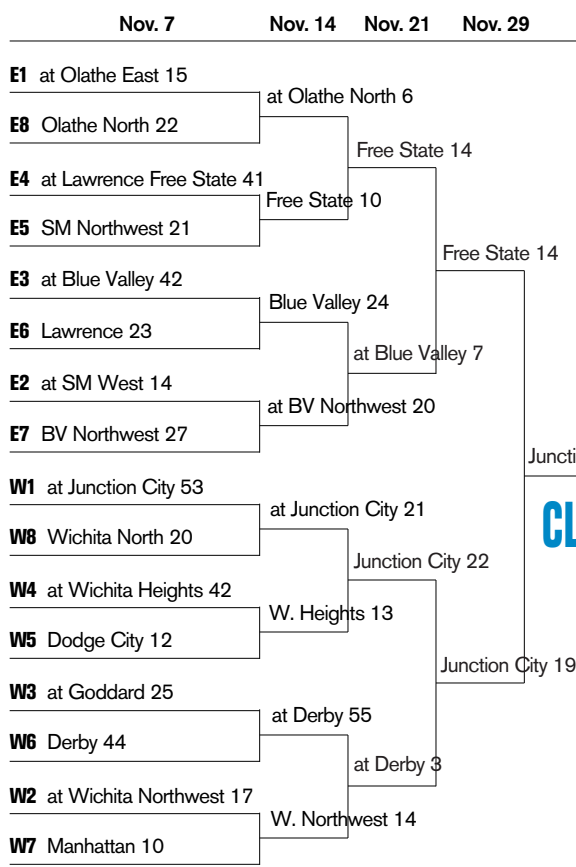 Nov. 7 Nov. 14 Nov. 21 Nov. 29
E1 at Olathe East 15
at Olathe North 6
E8 Olathe North 22
Free State 14
E4 at Lawrence Free State 41
Free State 10
E5 SM Northwest 21
Free State 14
E3 at Blue Valley 42
Blue Valley 24
E6 Lawrence 23
at Blue Valley 7
E2 at SM West 14
at BV Northwest 20
E7 BV Northwest 27
Juncti
W1 at Junction City 53
at Junction City 21
CL
W8 Wichita North 20
Junction City 22
W4 at Wichita Heights 42
W. Heights 13
W5 Dodge City 12
Junction City 19
W3 at Goddard 25
at Derby 55
W6 Derby 44
at Derby 3
W2 at Wichita Northwest 17
W. Northwest 14
W7 Manhattan 10